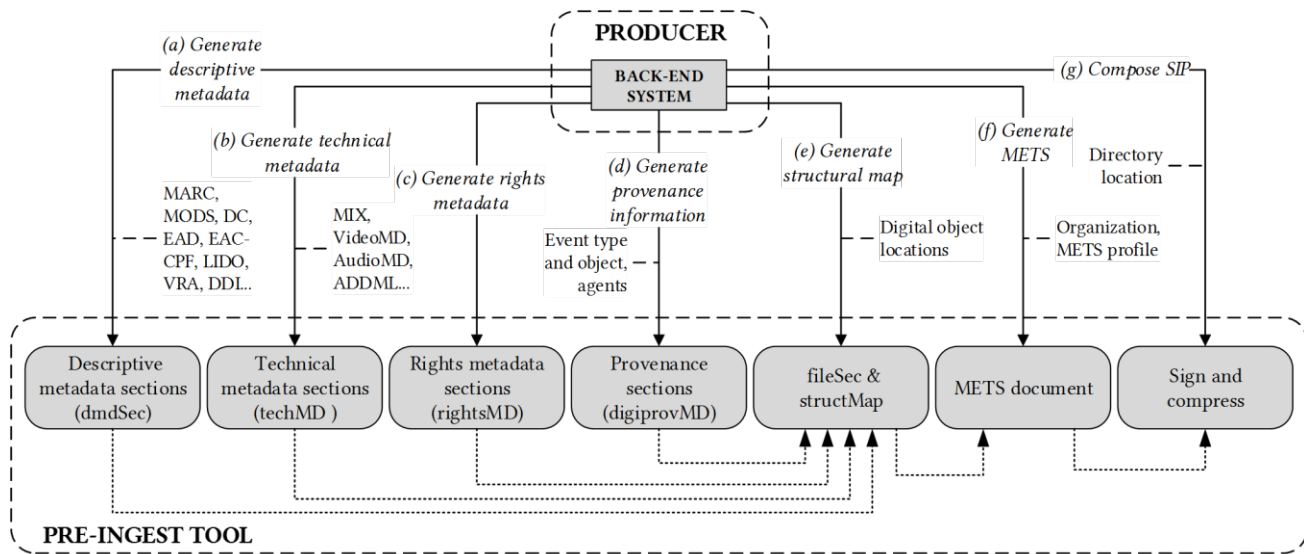 PRODUCER
BACK-END
SYSTEM
(a) Generate
descriptive
metadata
(b) Generate technical
metadata
(c) Generate rights
metadata
(d) Generate
provenance
information
(e) Generate
structural map
(f) Generate
METS
(g) Compose SIP
MARC,
MODS, DC,
EAD, EAC-
CPF, LIDO,
VRA, DDI...
MIX,
VideoMD,
AudioMD,
ADDML...
Event type
and object,
agents
Digital object
locations
Organization,
METS profile
Directory
location
Descriptive
metadata sections
(dmdSec)
Technical
metadata sections
(techMD )
Rights metadata
sections
(rightsMD)
Provenance
sections
(digiprovMD)
fileSec &
structMap
METS document
Sign and
compress
PRE-INGEST TOOL